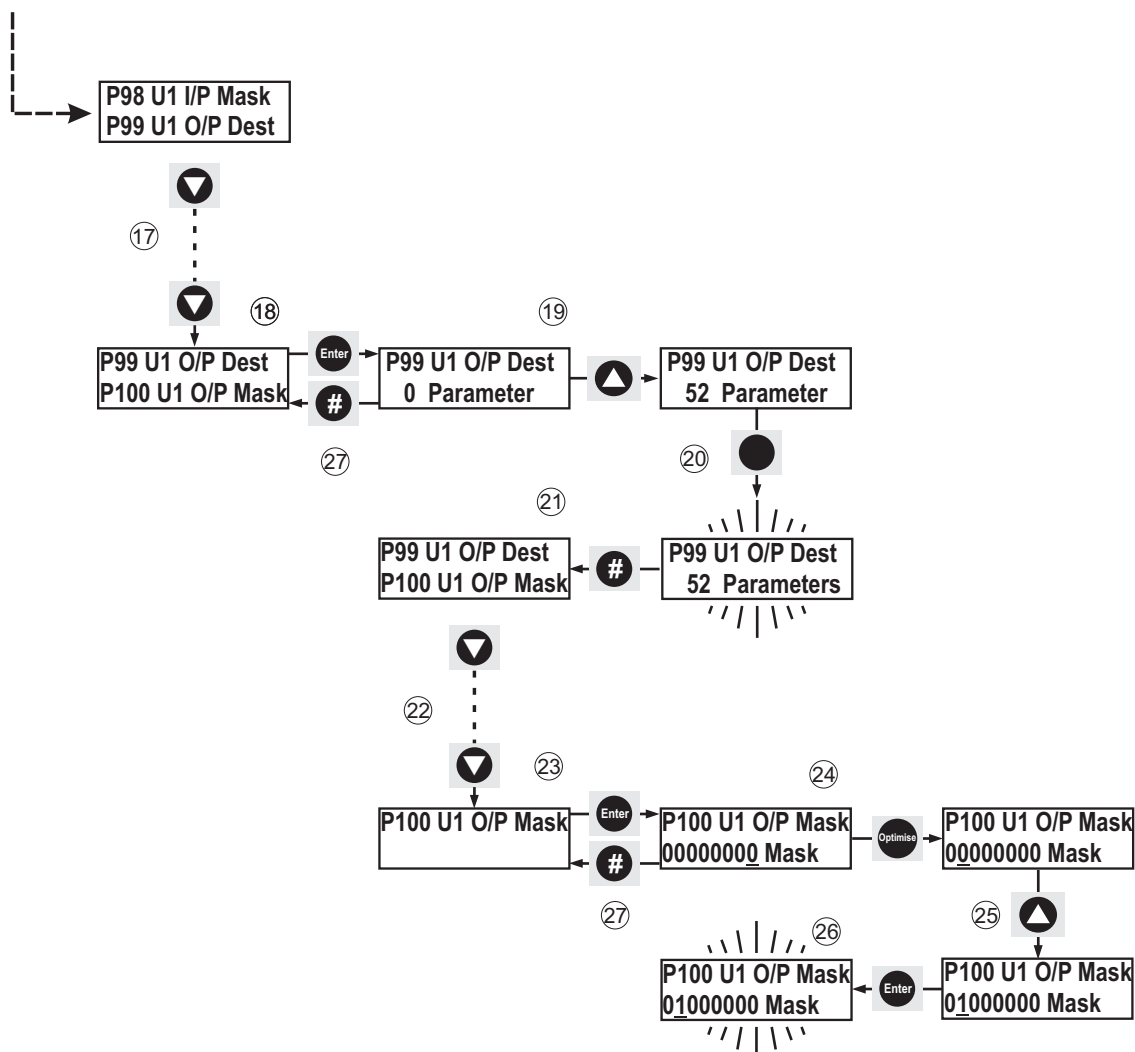 P98 U1 I/P Mask
P99 U1 O/P Dest
17
18
19
P99 U1 O/P Dest
P100 U1 O/P Mask
Enter
#
P99 U1 O/P Dest
0 Parameter
P99 U1 O/P Dest
52 Parameter
27
20
21
P99 U1 O/P Dest
P100 U1 O/P Mask
#
P99 U1 O/P Dest
52 Parameters
22
23
24
P100 U1 O/P Mask
Enter
#
P100 U1 O/P Mask
00000000 Mask
Optimise
P100 U1 O/P Mask
00000000 Mask
27
25
26
P100 U1 O/P Mask
01000000 Mask
Enter
P100 U1 O/P Mask
01000000 Mask